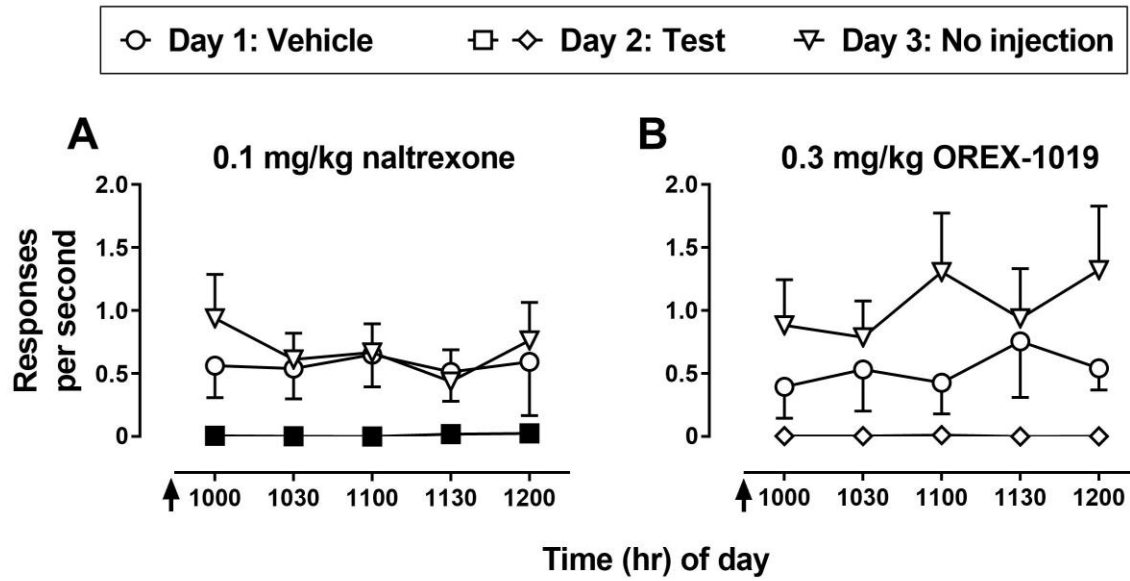 Day 1: Vehicle Day 2: Test Day 3: No injection
A
0.1 mg/kg naltrexone
Responses
per second
2.0
1.5
1.0
0.5
0
1000 1030 1100 1130 1200
B
0.3 mg/kg OREX-1019
2.0
1.5
1.0
0.5
0
1000 1030 1100 1130 1200
Time (hr) of day